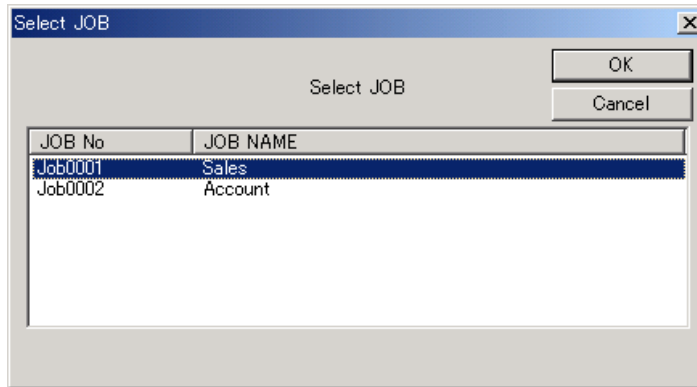 Select JOB
OK
Select JOB
Cancel
JOB No JOB NAME
Job0001 Sales
Job0002 Account